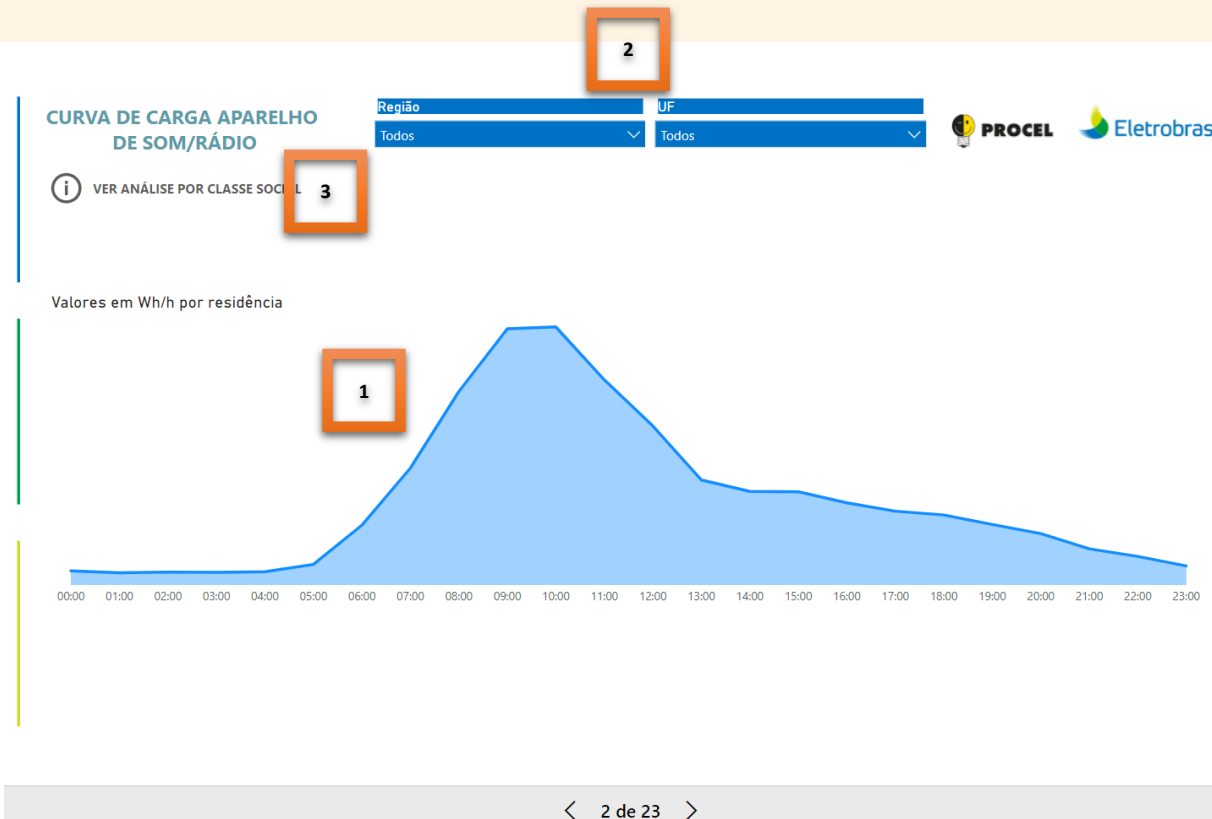 2
Região
UF
CURVA DE CARGA APARELHO
DE SOM/RÁDIO
Todos
Todos
PROCEL
Eletrobras
VER ANÁLISE POR CLASSE
3
Valores em Wh/h por residência
1
00:00 01:00 02:00 03:00 04:00 05:00 06:00 07:00 08:00 09:00 10:00 11:00 12:00 13:00 14:00 15:00 16:00 17:00 18:00 19:00 20:00 21:00 22:00 23:00
2 de 23